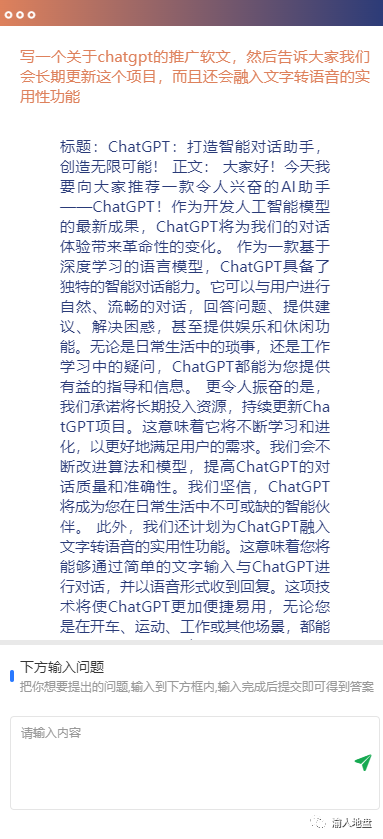 写一个关于chatgpt的推广软文，然后告诉大家我们
会长期更新这个项目，而且还会融入文字转语音的实
用性功能
标题：ChatGPT：打造智能对话助手，
创造无限可能！ 正文： 大家好！今天我
要向大家推荐一款令人兴奋的AI助手
——ChatGPT！作为开发人工智能模型
的最新成果，ChatGPT将为我们的对话
体验带来革命性的变化。 作为一款基于
深度学习的语言模型，ChatGPT具备了
独特的智能对话能力。它可以与用户进行
自然、流畅的对话，回答问题、提供建
议、解决困惑，甚至提供娱乐和休闲功
能。无论是日常生活中的琐事，还是工作
学习中的疑问，ChatGPT都能为您提供
有益的指导和信息。 更令人振奋的是，
我们承诺将长期投入资源，持续更新Cha
tGPT项目。这意味着它将不断学习和进
化，以更好地满足用户的需求。我们会不
断改进算法和模型，提高ChatGPT的对
话质量和准确性。我们坚信，ChatGPT
将成为您在日常生活中不可或缺的智能伙
伴。 此外，我们还计划为ChatGPT融入
文字转语音的实用性功能。这意味着您将
能够通过简单的文字输入与ChatGPT进
行对话，并以语音形式收到回复。这项技
术将使ChatGPT更加便捷易用，无论您
是在开车、运动、工作或其他场景，都能
下方输入问题
把你想要提出的问题,输入到下方框内,输入完成后提交即可得到答案
请输入内容
渝人地盘